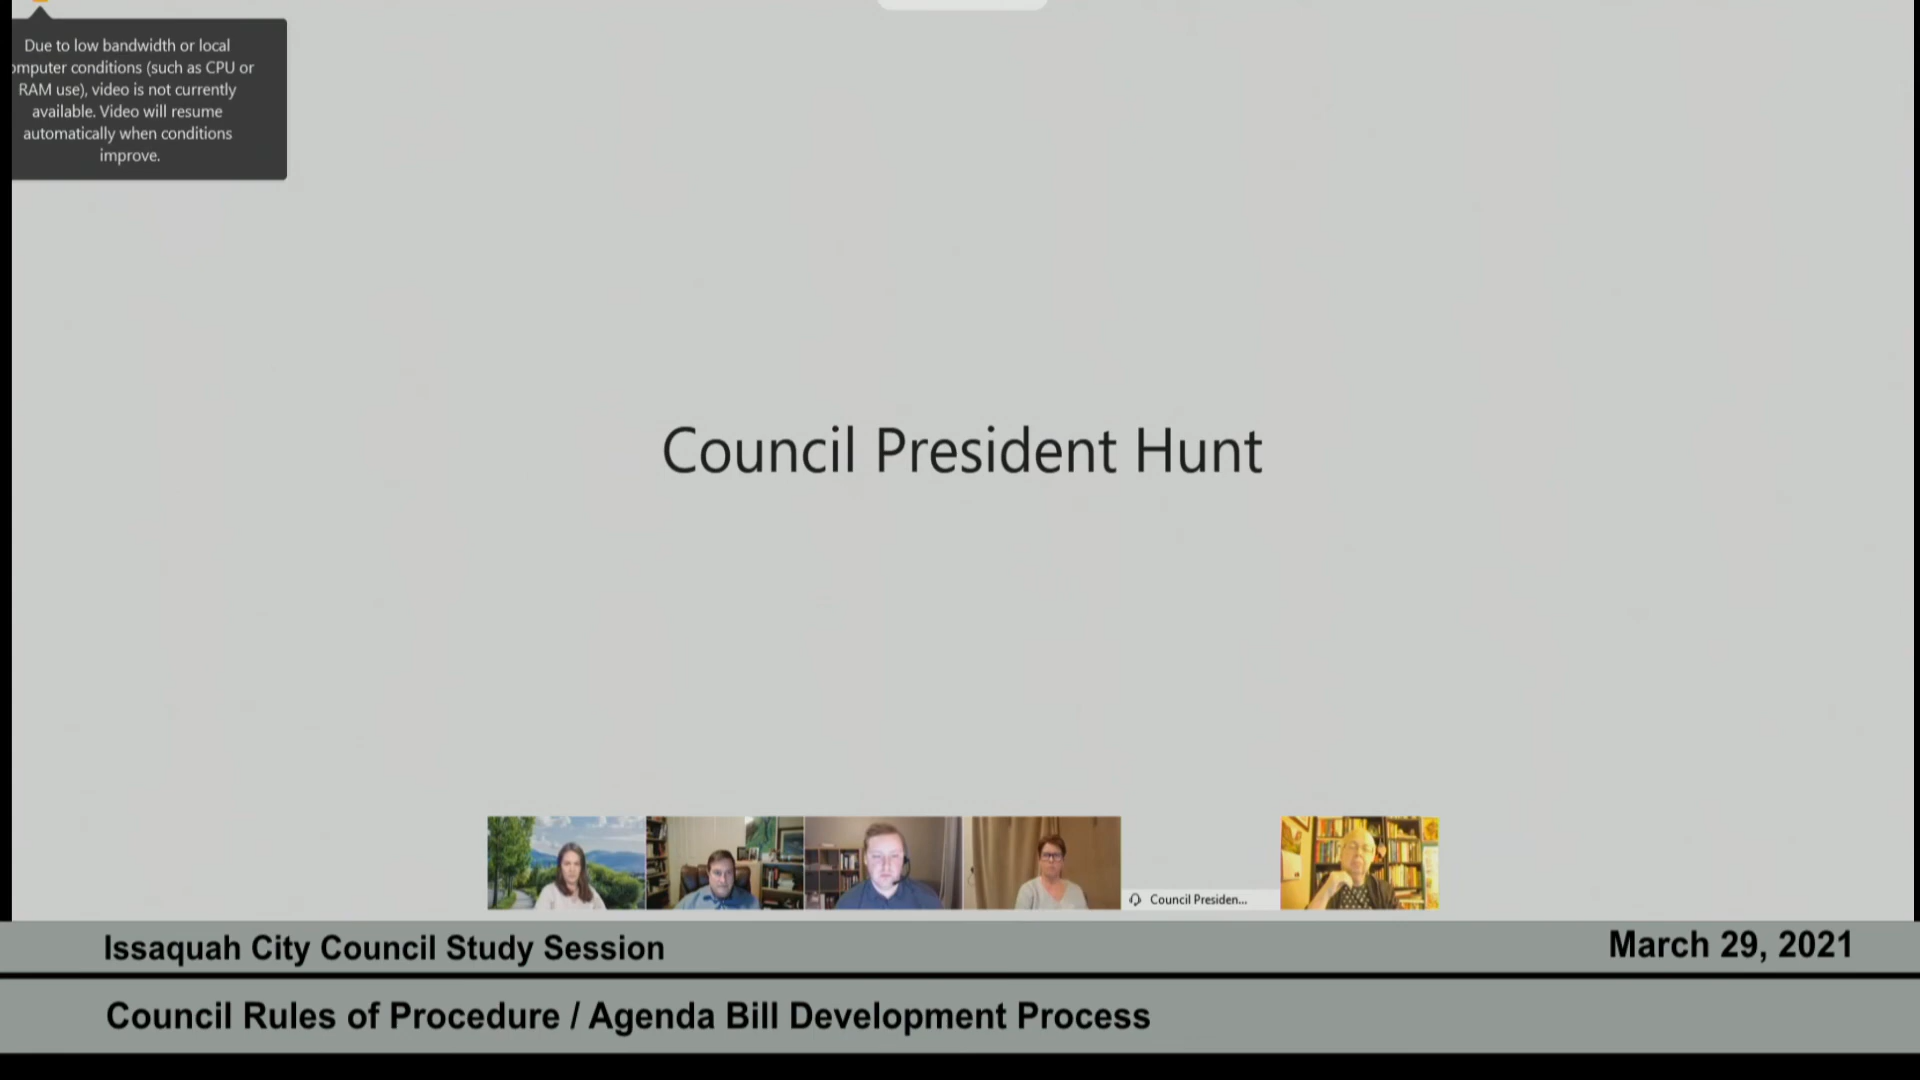 Due to low bandwidth or local
omputer conditions (such as CPU or
RAM use), video is not currently
available. Video will resume
automatically when conditions
improve.
Council President Hunt
Council Presiden...
Issaquah City Council Study Session
March 29, 2021
Council Rules of Procedure / Agenda Bill Development Process